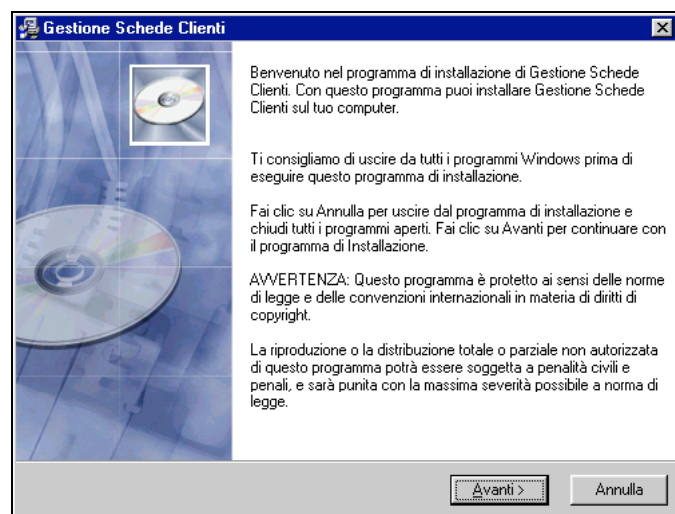 Gestione Schede Clienti
Benvenuto nel programma di installazione di Gestione Schede
Clienti. Con questo programma puoi installare Gestione Schede
Clienti sul tuo computer.
Ti consigliamo di uscire da tutti i programmi Windows prima di
eseguire questo programma di installazione.
Fai clic su Annulla per uscire dal programma di installazione e
chiudi tutti i programmi aperti. Fai clic su Avanti per continuare con
il programma di Installazione.
AVVERTENZA: Questo programma è protetto ai sensi delle norme
di legge e delle convenzioni internazionali in materia di diritti di
copyright.
La riproduzione o la distribuzione totale o parziale non autorizzata
di questo programma potrà essere soggetta a penalità civili e
penali, e sarà punita con la massima severità possibile a norma di
legge.
Avanti >
Annulla